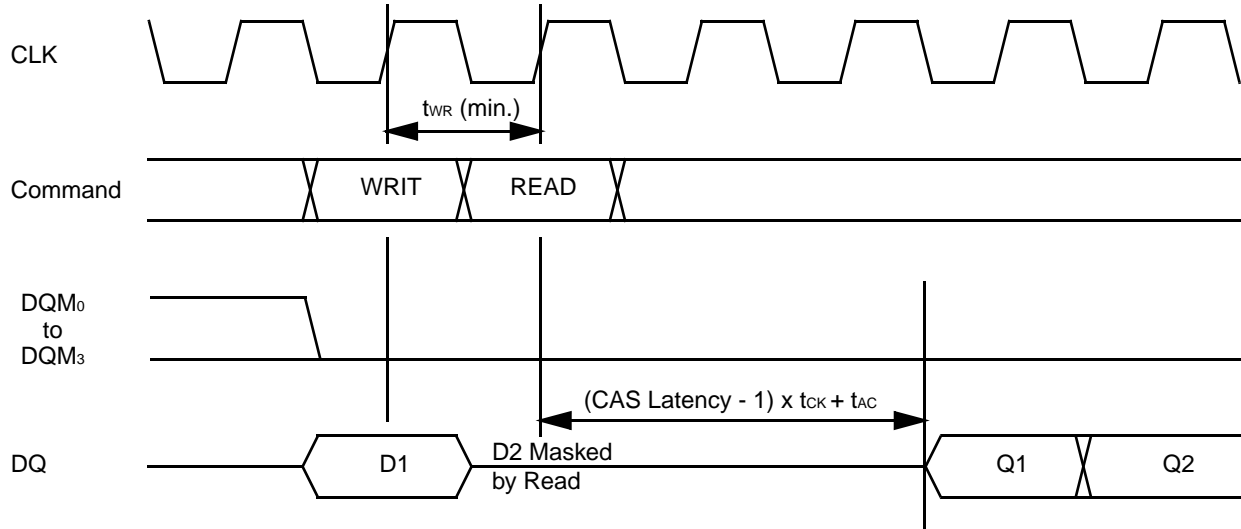 CLK
tWR (min.)
Command
WRIT
READ
DQM0
to
DQM3
(CAS Latency - 1) x tCK + tAC
DQ
D1
D2 Masked
by Read
Q1
Q2